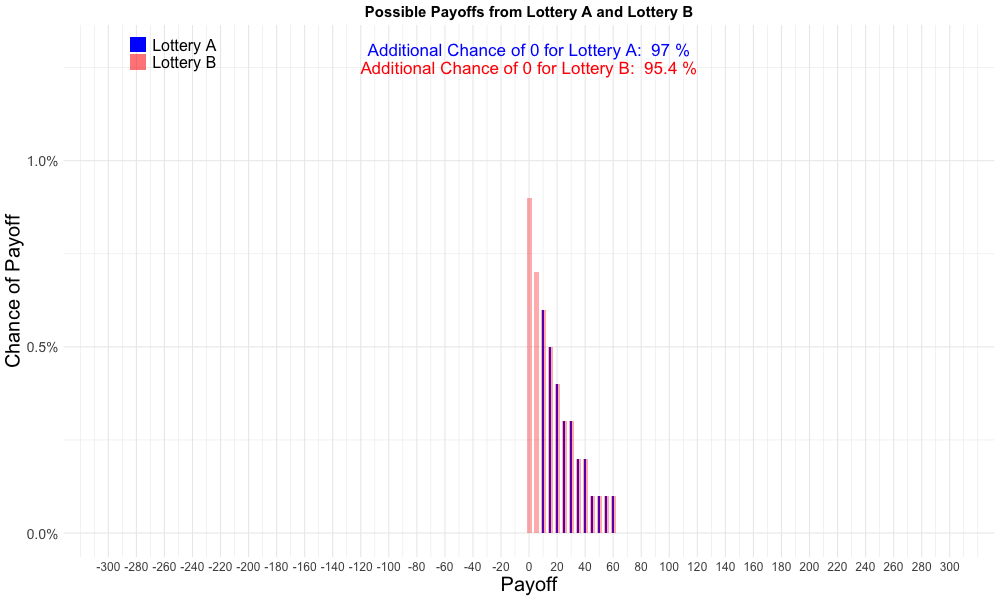 Possible Payoffs from Lottery A and Lottery B
Lottery A
Lottery B
Additional Chance of 0 for Lottery A:  97 %
Additional Chance of 0 for Lottery B:  95.4 %
Chance of Payoff
1.0%
0.5%
0.0%
-300 -280 -260 -240 -220 -200 -180 -160 -140 -120 -100 -80 -60 -40 -20 0 20 40 60 80 100 120 140 160 180 200 220 240 260 280 300
Payoff